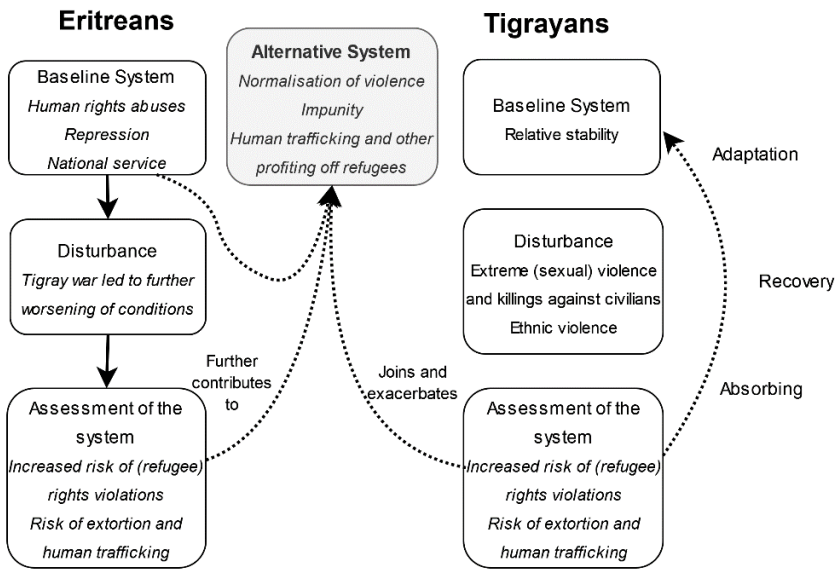 Eritreans
Baseline System
Human rights abuses
Repression
National service
Disturbance
Tigray war led to further
worsening of conditions
Assessment of the
system
Increased risk of (refugee)
rights violations
Risk of extortion and
human trafficking
Alternative System
Normalisation of violence
Impunity
Human trafficking and other
profiting off refugees
Further
contributes
to
Joins and
exacerbates
Tigrayans
Baseline System
Relative stability
Disturbance
Extreme (sexual) violence
and killings against civilians
Ethnic violence
Assessment of the
system
Increased risk of (refugee)
rights violations
Risk of extortion and
human trafficking
Adaptation
Recovery
Absorbing